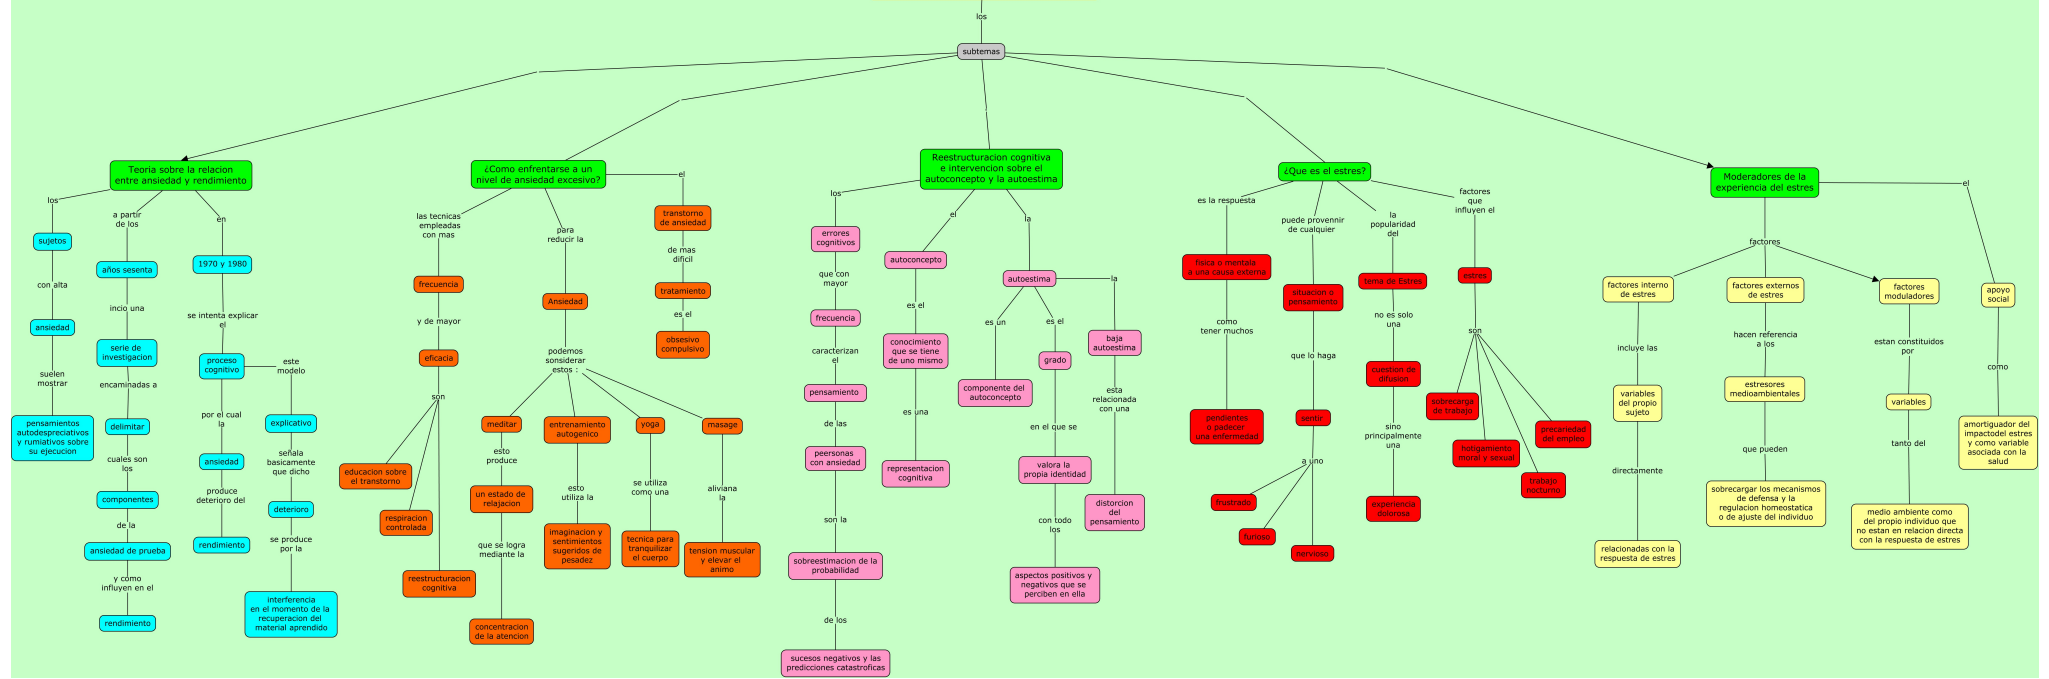 los
subtemas
Teoria sobre la relacion
entre ansiedad y rendimiento
los
sujetos
con alta
ansiedad
suelen
mostrar
pensamientos
autodespreciativos
y rumiativos sobre
su ejecucion
a partir
de los
años sesenta
incio una
serie de
investigacion
encaminadas a
delimitar
cuales son
los
componentes
de la
ansiedad de prueba
y como
influyen en el
rendimiento
en
1970 y 1980
se intenta explicar
el
proceso
cognitivo
por el cual
la
ansiedad
produce
deterioro del
rendimiento
este
modelo
explicativo
señala
basicamente
que dicho
deterioro
se produce
por la
interferencia
en el momento de la
recuperacion del
material aprendido
¿Como enfrentarse a un
nivel de ansiedad excesivo?
las tecnicas
empleadas
con mas
frecuencia
y de mayor
eficacia
son
educacion sobre
el transtorno
respiracion
controlada
reestructuracion
cognitiva
para
reducir la
Ansiedad
podemos
sonsiderar
estos :
meditar
esto
produce
un estado de
relajacion
que se logra
mediante la
concentracion
de la atencion
entrenamiento
autogenico
esto
utiliza la
imaginacion y
sentimientos
sugeridos de
pesadez
yoga
se utiliza
como una
tecnica para
tranquilizar
el cuerpo
masage
aliviana
la
tension muscular
y elevar el
animo
el
transtorno
de ansiedad
de mas
dificil
tratamiento
es el
obsesivo
compulsivo
Reestructuracion cognitiva
e intervencion sobre el
autoconcepto y la autoestima
los
errores
cognitivos
que con
mayor
frecuencia
caracterizan
el
pensamiento
de las
peersonas
con ansiedad
son la
sobreestimacion de la
probabilidad
de los
sucesos negativos y las
predicciones catastroficas
el
autoconcepto
es el
conocimiento
que se tiene
de uno mismo
es una
representacion
cognitiva
la
autoestima
es un
componente del
autoconcepto
es el
grado
en el que se
valora la
propia identidad
con todo
los
aspectos positivos y
negativos que se
perciben en ella
la
baja
autoestima
esta
relacionada
con una
distorcion
del
pensamiento
¿Que es el estres?
es la respuesta
fisica o mentala
a una causa externa
como
tener muchos
pendientes
o padecer
una enfermedad
puede provennir
de cualquier
situacion o
pensamiento
que lo haga
sentir
a uno
frustrado
furioso
nervioso
la
popularidad
del
tema de Estres
no es solo
una
cuestion de
difusion
sino
principalmente
una
experiencia
dolorosa
factores
que
influyen el
estres
son
sobrecarga
de trabajo
hotigamiento
moral y sexual
trabajo
nocturno
precariedad
del empleo
Moderadores de la
experiencia del estres
factores
factores interno
de estres
incluye las
variables
del propio
sujeto
directamente
relacionadas con la
respuesta de estres
factores externos
de estres
hacen referencia
a los
estresores
medioambientales
que pueden
sobrecargar los mecanismos
de defensa y la
regulacion homeostatica
o de ajuste del individuo
factores
moduladores
estan constituidos
por
variables
tanto del
medio ambiente como
del propio individuo que
no estan en relacion directa
con la respuesta de estres
el
apoyo
social
como
amortiguador del
impactodel estres
y como variable
asociada con la
salud